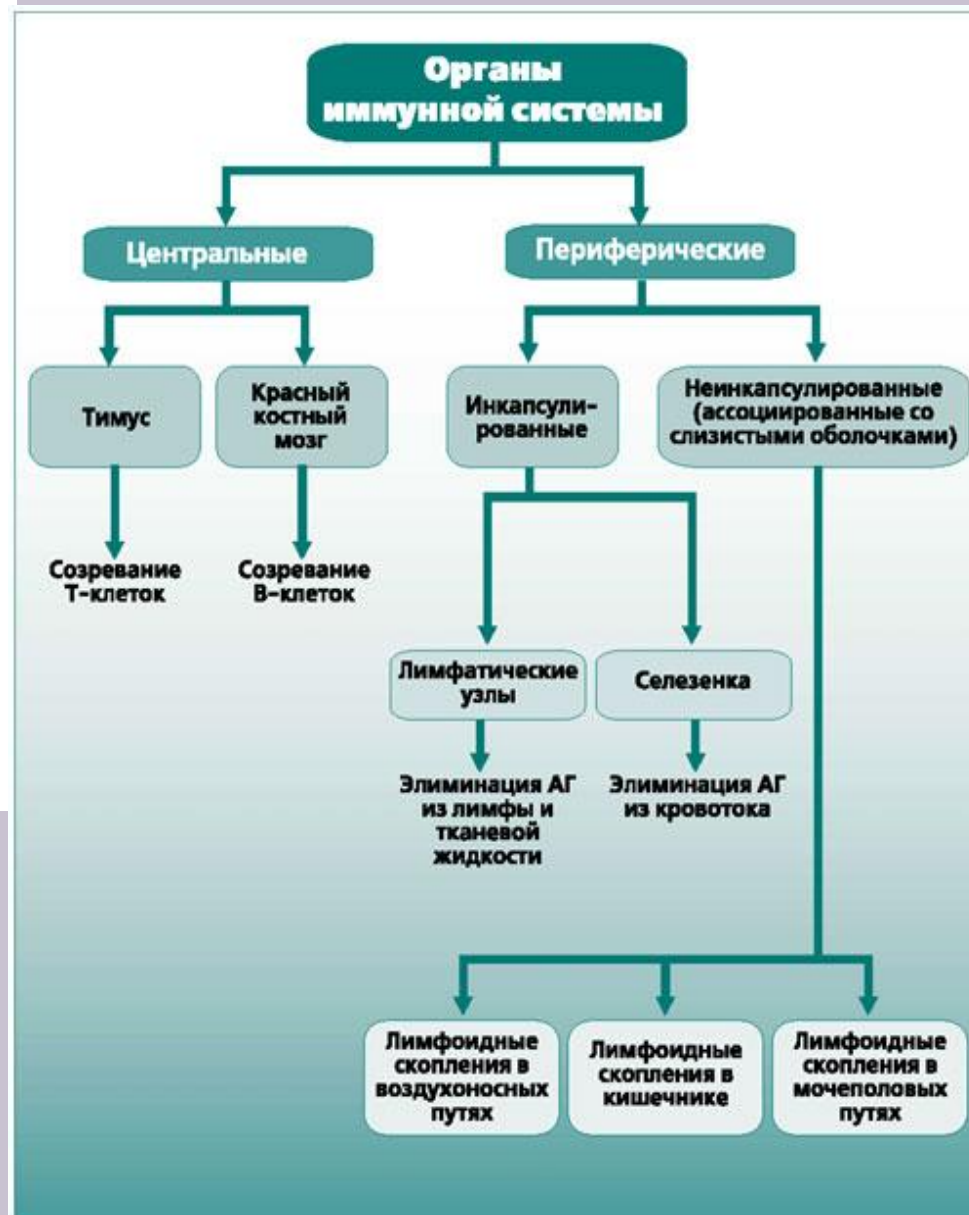 Органы
иммунной системы
Центральные
Периферические
Тимус
Красный
костный
мозг
Инкапсули-
рованные
Неинкапсулированные
(ассоциированные со
слизистыми оболочками)
Созревание
Т-клеток
Созревание
В-клеток
Лимфатические
узлы
Селезенка
Элиминация АГ
из лимфы и
тканевой
жидкости
Элиминация АГ
из кровотока
Лимфоидные
скопления в
воздухоносных
путях
Лимфоидные
скопления в
кишечнике
Лимфоидные
скопления в
мочеполовых
путях